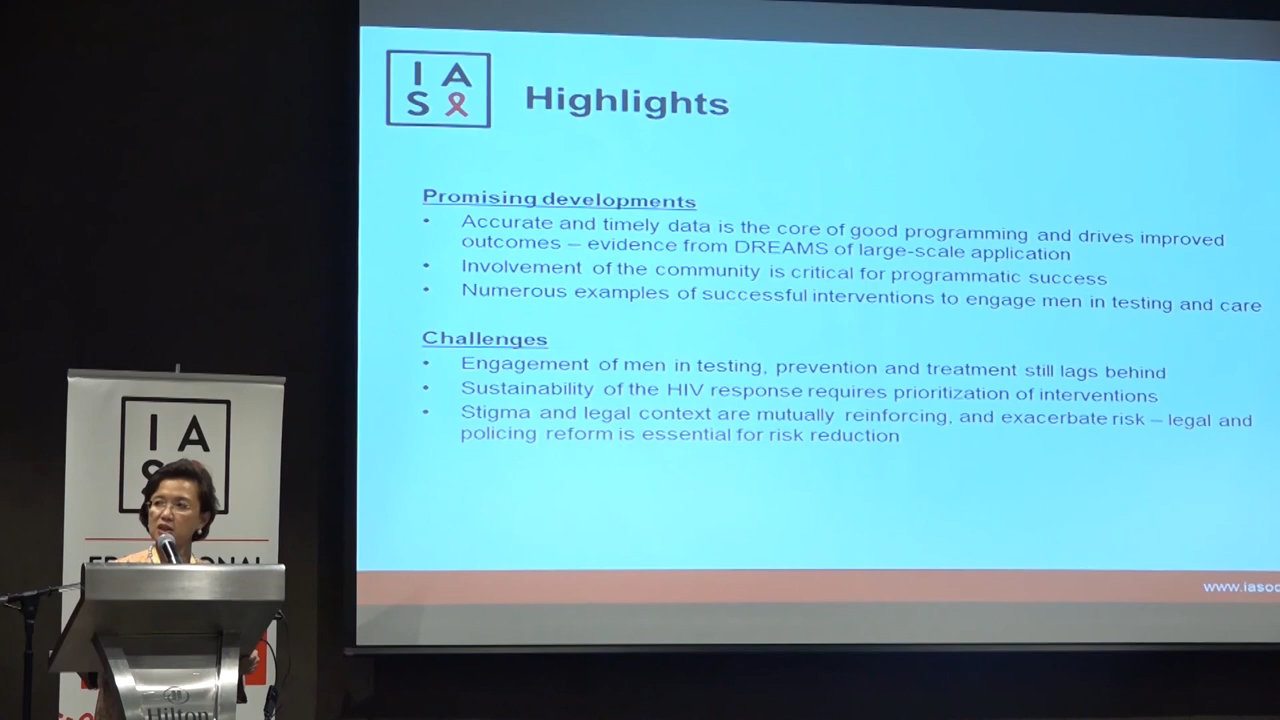 I A
S
Highlights
Promising developments
• Accurate and timely data is the core of good programming and drives improved
outcomes – evidence from DREAMS of large-scale application
• Involvement of the community is critical for programmatic success
• Numerous examples of successful interventions to engage men in testing and care
Challenges
• Engagement of men in testing, prevention and treatment still lags behind
• Sustainability of the HIV response requires prioritization of interventions
• Stigma and legal context are mutually reinforcing, and exacerbate risk – legal and
policing reform is essential for risk reduction
I A
S
Hilton